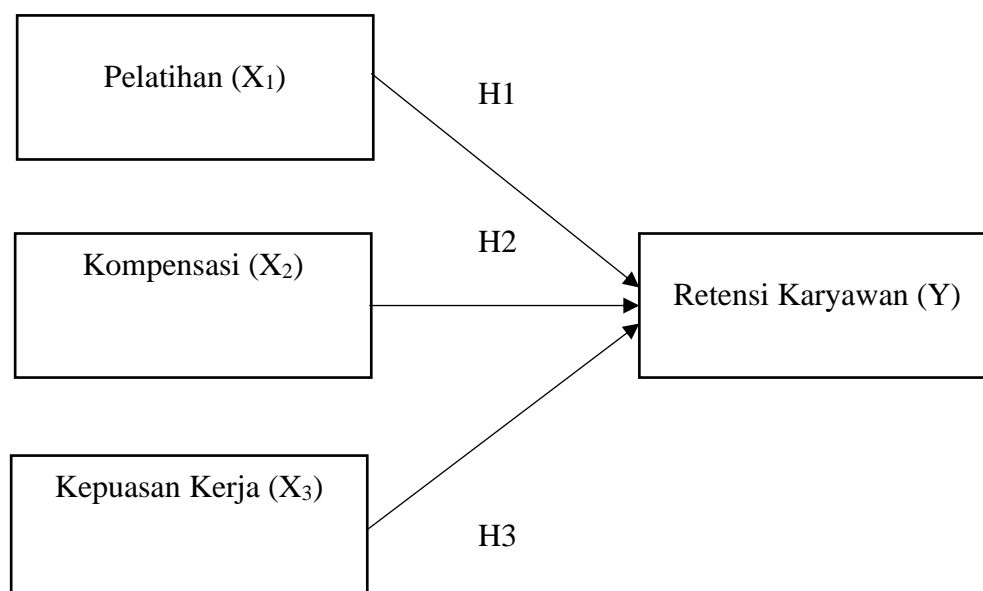 Pelatihan (X₁)
H1
H2
Kompensasi (X₂)
Retensi Karyawan (Y)
Kepuasan Kerja (X₃)
H3